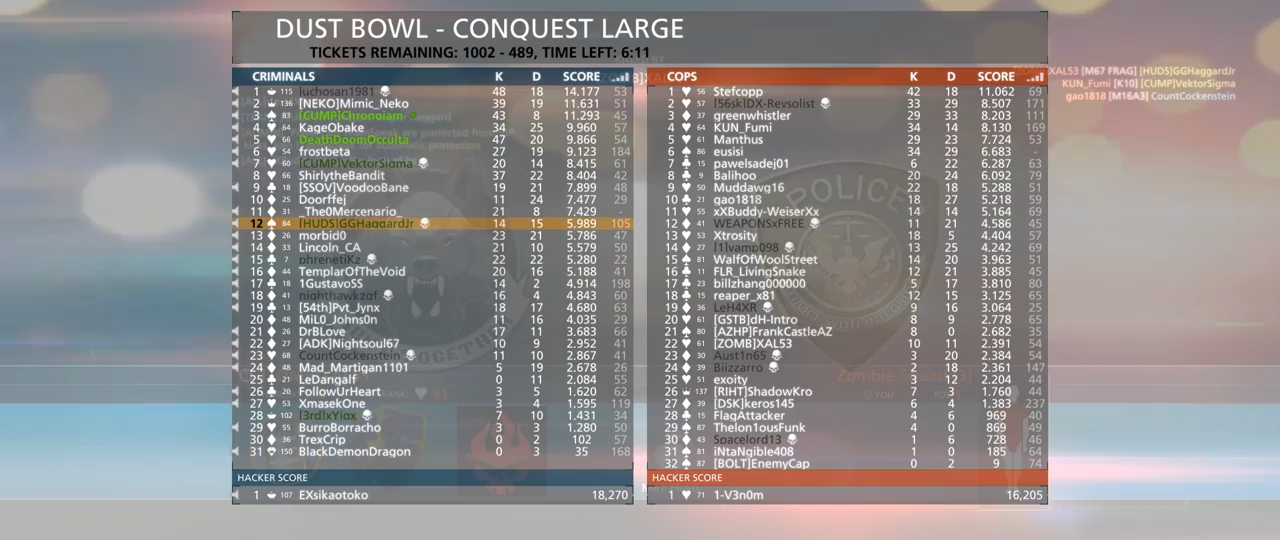 DUST BOWL - CONQUEST LARGE
TICKETS REMAINING: 1002 - 489, TIME LEFT: 6:11
CRIMINALS K D SCORE
1 115 luchosan1981 48 18 14.177 53
2 136 [NEKO]Mimic_Neko 39 19 11.631 51
3 83 [CUMP]Chronoiam 43 8 11.293 45
4 64 KageObake 34 25 9.960 57
5 66 DeathDoomOcculta 47 20 9.866 54
6 54 frostbeta 27 19 9.123 184
7 60 [CUMP]VektorSigma 20 14 8.415 61
8 66 ShirlytheBandit 37 22 8.404 42
9 18 [SSOV]VoodooBane 19 21 7.899 48
10 25 Doorffej 11 24 7.477 29
11 31 _The0Mercenario_ 21 8 7.429 -
12 84 [HUDS]GGHaggardJr 14 15 5.989 105
13 26 morbid0 23 21 5.786 47
14 33 Lincoln_CA 21 10 5.579 50
15 7 phrenetiKz 22 22 5.280 22
16 44 TemplarOfTheVoid 20 16 5.188 41
17 18 1GustavoSS 14 2 4.914 198
18 41 nighthawkzaf 16 4 4.843 60
19 13 [54th]Pvt_Jynx 18 17 4.680 63
20 48 MiL0_Johns0n 11 16 4.035 29
21 26 DrBLove 17 11 3.683 66
22 27 [ADK]Nightsoul67 10 9 2.952 41
23 68 CountCockenstein 11 10 2.867 41
24 48 Mad_Martigan1101 5 19 2.678 26
25 21 LeDangalf 0 11 2.084 55
26 20 FollowUrHeart 3 5 1.620 62
27 53 XmasekOne 3 4 1.595 119
28 102 l3rdIxYiax 7 10 1.431 34
29 55 BurroBorracho 3 3 1.280 50
30 36 TrexCrip 0 2 102 57
31 150 BlackDemonDragon 0 3 35 168
HACKER SCORE
1 107 EXsikaotoko 18,270
COPS K D SCORE
1 56 Stefcopp 42 18 11.062 69
2 57 [56sk]DX-Revsolist 33 29 8.507 171
3 37 greenwhistler 29 33 8.203 111
4 64 KUN_Fumi 34 14 8.130 169
5 61 Manthus 29 23 7.724 53
6 86 eusisi 34 29 6.683 -
7 15 pawelsadej01 6 22 6.287 63
8 9 Balihoo 20 24 6.092 79
9 50 Muddawg16 22 18 5.288 51
10 21 gao1818 18 27 5.218 59
11 55 xXBuddy-WeiserXx 14 14 5.164 69
12 41 WEAPONSxFREE 11 21 4.586 45
13 53 Xtrosity 18 5 4.404 57
14 27 [1]vamp098 13 25 4.242 69
15 81 WalfOfWoolStreet 14 20 3.963 51
16 11 FLR_LivingSnake 12 21 3.885 45
17 23 billzhang000000 5 17 3.810 80
18 15 reaper_x81 12 15 3.125 65
19 36 LeH4XR 9 16 3.064 25
20 61 [GSTB]dH-Intro 8 9 2.778 65
21 80 [AZHP]FrankCastleAZ 8 0 2.682 35
22 61 [ZOMB]XAL53 10 11 2.391 54
23 30 Aust1n65 3 20 2.384 54
24 39 Biizzarro 2 18 2.361 147
25 51 exoity 0 12 2.204 44
26 137 [RIHT]ShadowKro 7 3 1.760 44
27 39 [DSK]keros145 6 4 1.383 237
28 15 FlagAttacker 4 6 969 40
29 87 Thelon1ousFunk 4 0 869 49
30 43 Spacelord13 1 6 728 46
31 81 iNtaNgible408 1 0 185 64
32 87 [BOLT]EnemyCap 0 2 9 74
HACKER SCORE
1 71 1-V3n0m 16,205
XAL53 [M67 FRAG] [HUDS]GGHaggardJr
KUN_Fumi [K10] [CUMP]VektorSigma
gao1818 [M16A3] CountCockenstein
POLICE